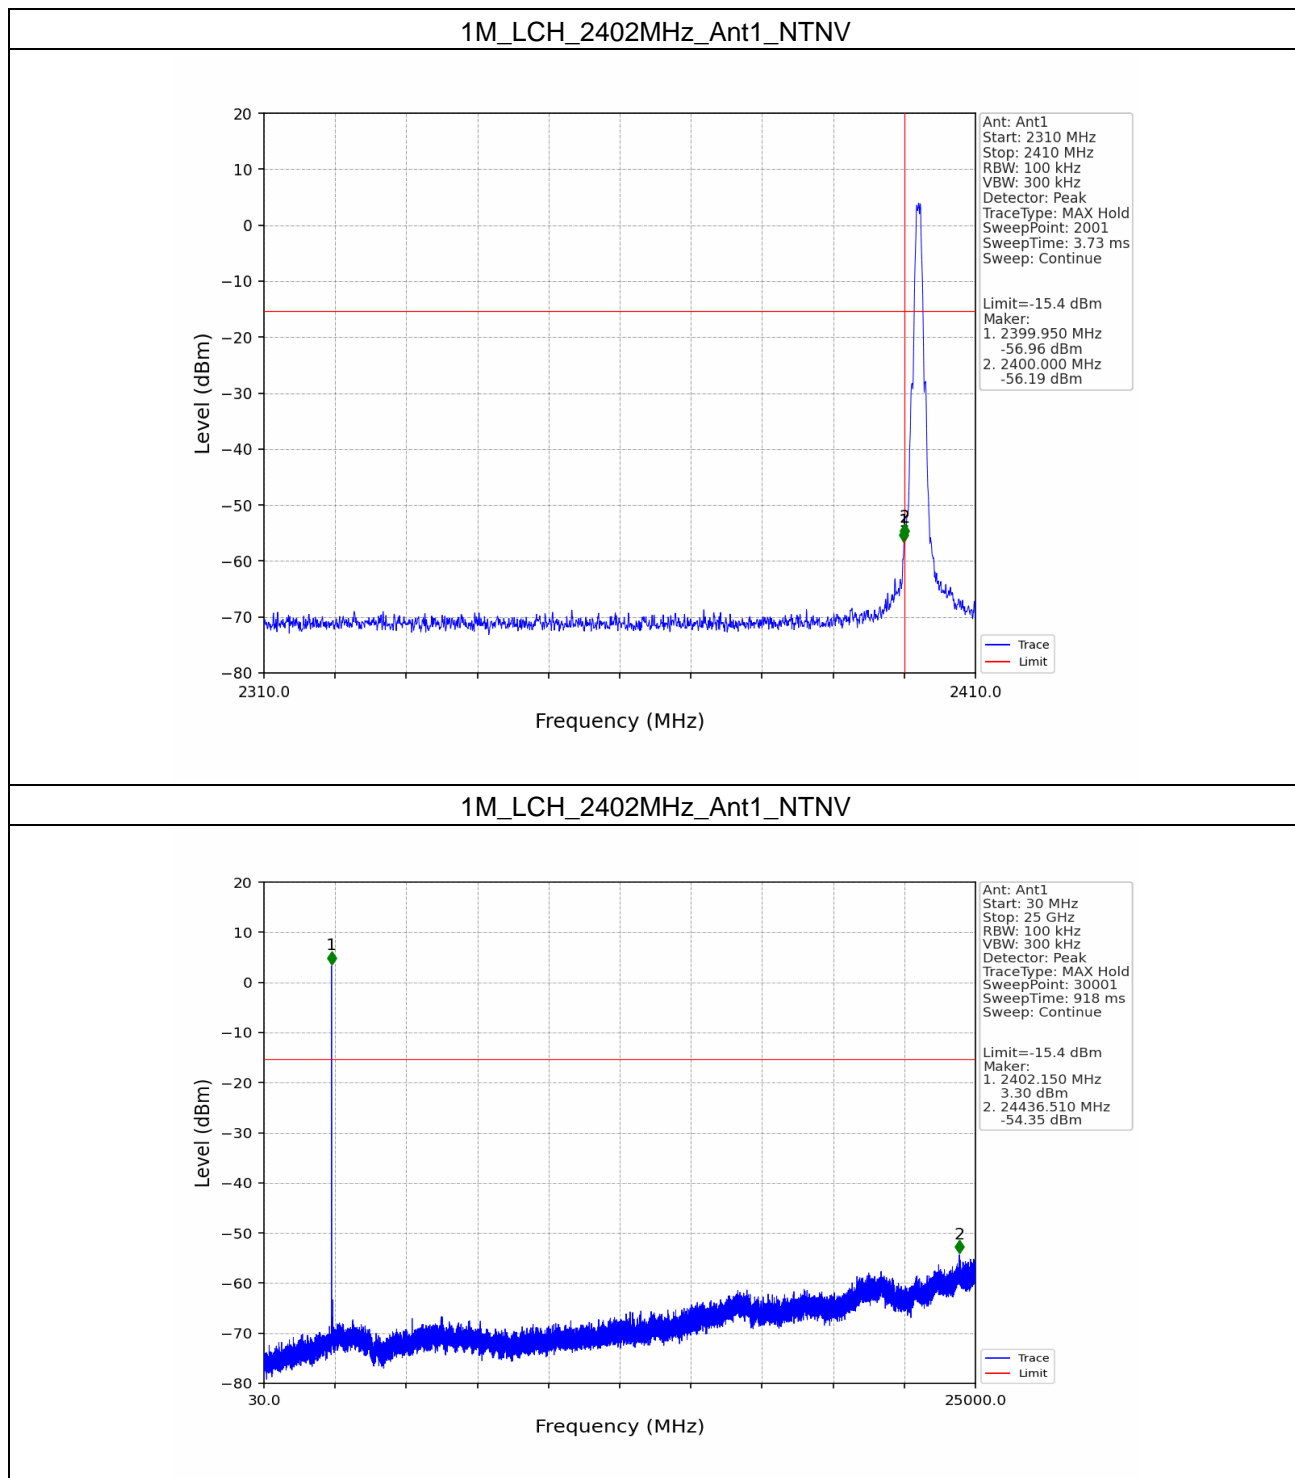 1M_LCH_2402MHz_Ant1_NTNV
20
10
0
−10
−20
−30
−40
−50
−60
−70
−80
Level (dBm)
2310.0
2410.0
Frequency (MHz)
2
Ant: Ant1
Start: 2310 MHz
Stop: 2410 MHz
RBW: 100 kHz
VBW: 300 kHz
Detector: Peak
TraceType: MAX Hold
SweepPoint: 2001
SweepTime: 3.73 ms
Sweep: Continue
Limit=-15.4 dBm
Maker:
1. 2399.950 MHz
-56.96 dBm
2. 2400.000 MHz
-56.19 dBm
Trace
Limit
1M_LCH_2402MHz_Ant1_NTNV
20
10
0
−10
−20
−30
−40
−50
−60
−70
−80
Level (dBm)
30.0
25000.0
Frequency (MHz)
1
2
Ant: Ant1
Start: 30 MHz
Stop: 25 GHz
RBW: 100 kHz
VBW: 300 kHz
Detector: Peak
TraceType: MAX Hold
SweepPoint: 30001
SweepTime: 918 ms
Sweep: Continue
Limit=-15.4 dBm
Maker:
1. 2402.150 MHz
3.30 dBm
2. 24436.510 MHz
-54.35 dBm
Trace
Limit